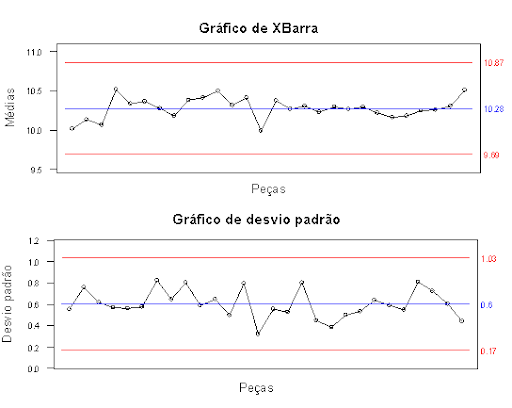 Gráfico de XBarra
Médias
11.0
10.5
10.0
9.5
10.87
10.28
9.69
Peças
Gráfico de desvio padrão
Desvio padrão
1.2
1.0
0.8
0.6
0.4
0.2
0.0
1.03
0.6
0.17
Peças